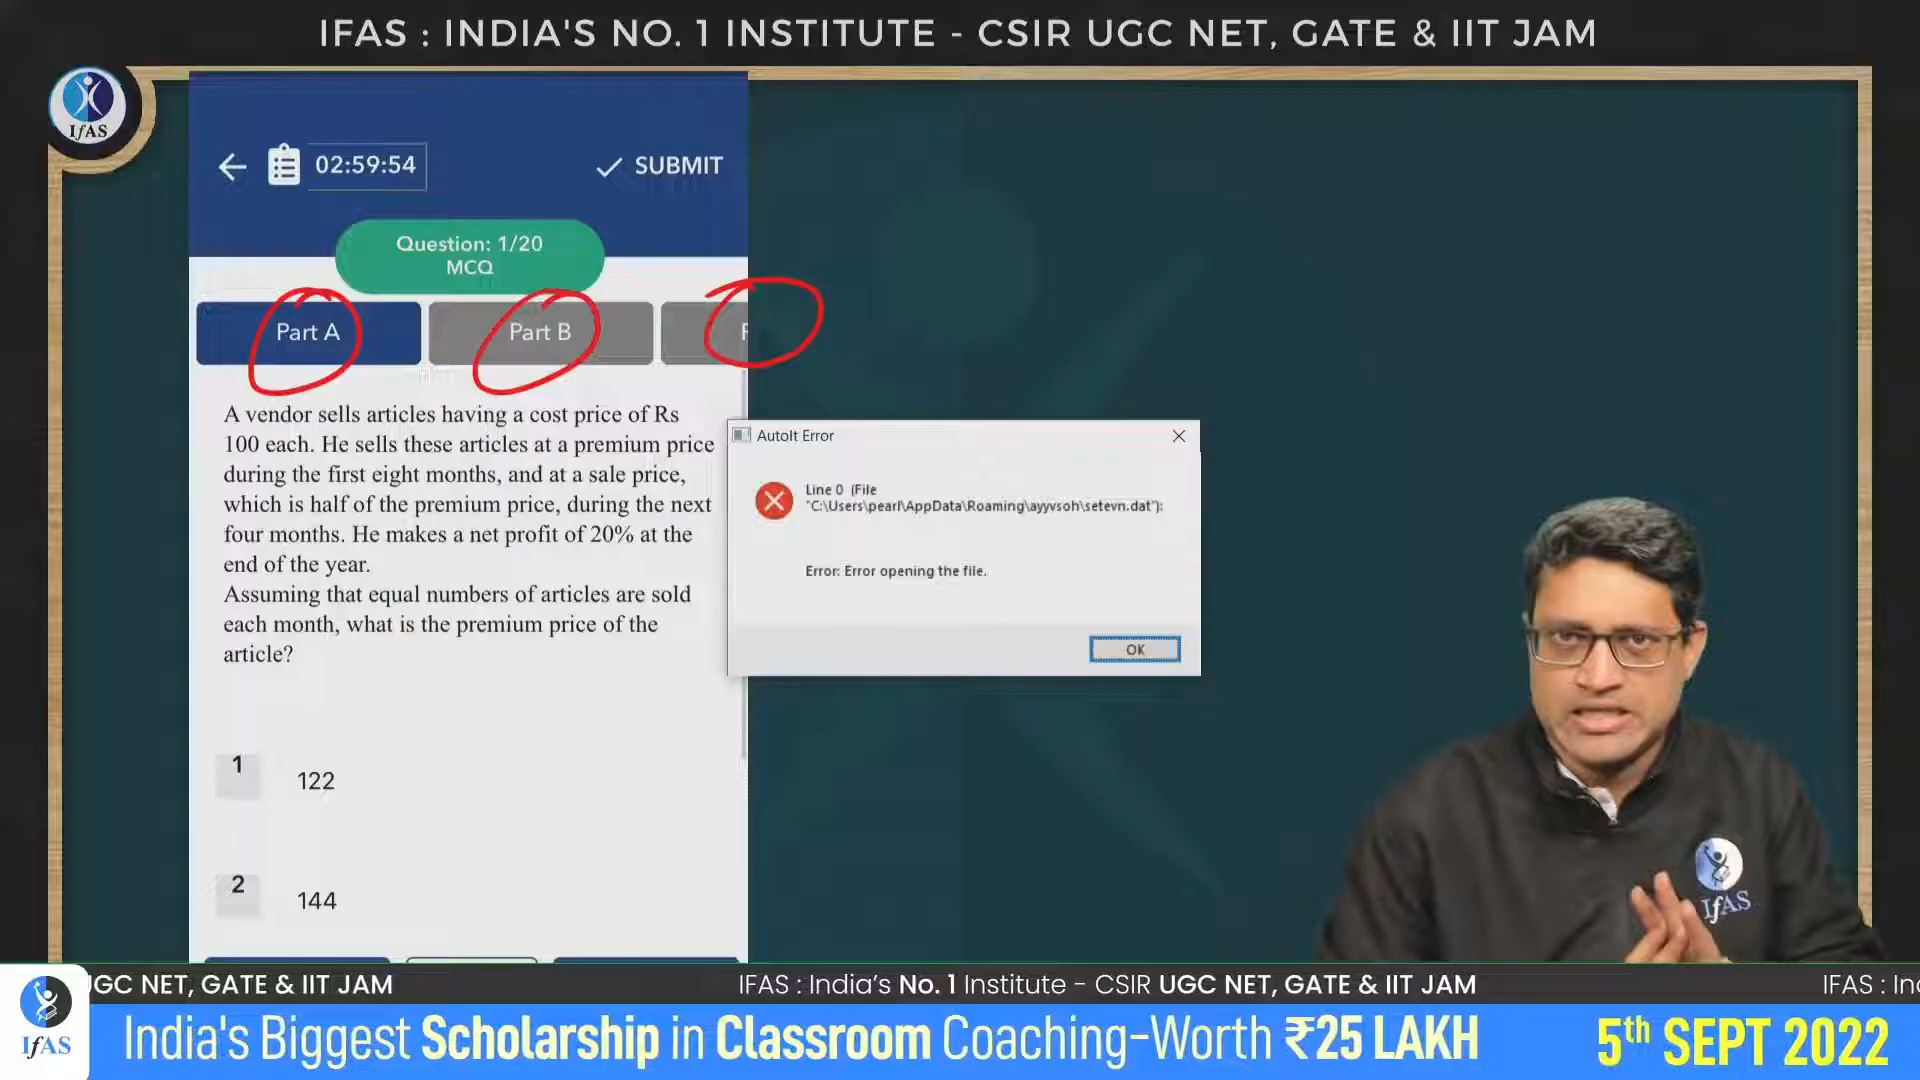 IFAS : INDIA'S NO. 1 INSTITUTE - CSIR UGC NET, GATE & IIT JAM
IfAS
02:59:54
SUBMIT
Question: 1/20
MCQ
Part A
Part B
A vendor sells articles having a cost price of Rs
100 each. He sells these articles at a premium price
during the first eight months, and at a sale price,
which is half of the premium price, during the next
four months. He makes a net profit of 20% at the
end of the year.
Assuming that equal numbers of articles are sold
each month, what is the premium price of the
article?
1
122
2
144
AutoIt Error
Line 0 (File
"C:\Users\pearl\AppData\Roaming\ayyvsoh\setevn.dat"):
Error: Error opening the file.
OK
IfAS
UGC NET, GATE & IIT JAM
IFAS : India's No. 1 Institute - CSIR UGC NET, GATE & IIT JAM
IFAS : Inc
IfAS
India's Biggest Scholarship in Classroom Coaching-Worth ₹25 LAKH
5th SEPT 2022